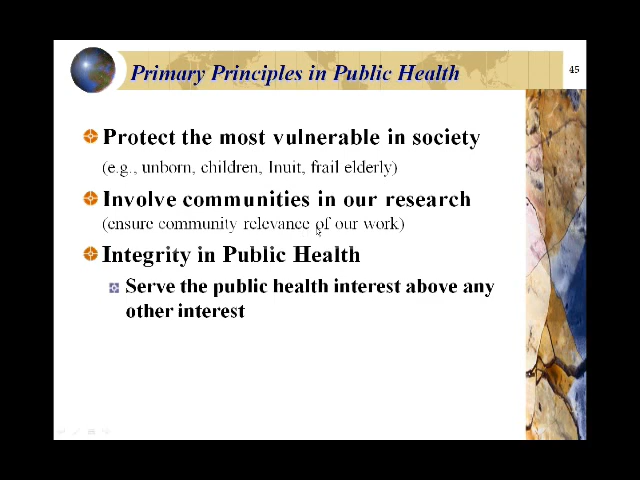 Primary Principles in Public Health
45
Protect the most vulnerable in society
(e.g., unborn, children, Inuit, frail elderly)
Involve communities in our research
(ensure community relevance of our work)
Integrity in Public Health
Serve the public health interest above any
other interest